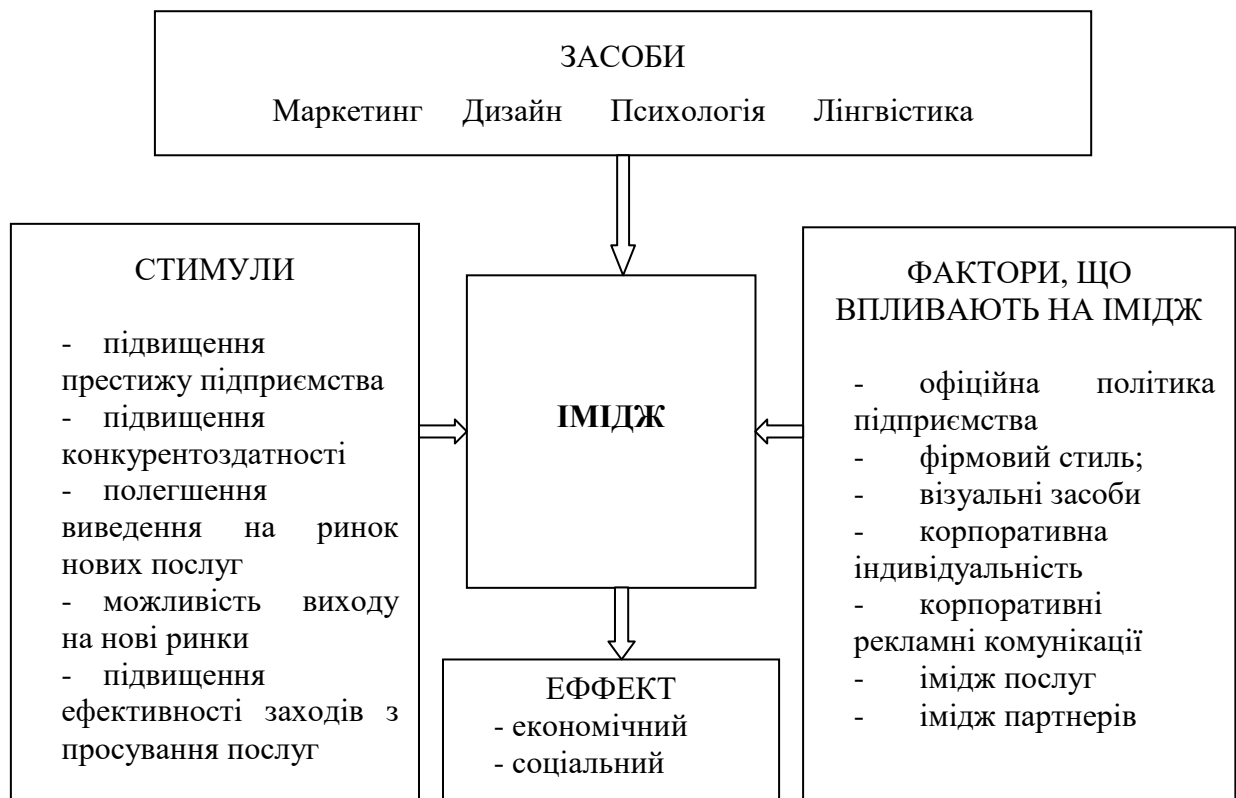 ЗАСОБИ
Маркетинг Дизайн Психологія Лінгвістика
СТИМУЛИ
- підвищення
престижу підприємства
- підвищення
конкурентоздатності
- полегшення
виведення на ринок
нових послуг
- можливість виходу
на нові ринки
- підвищення
ефективності заходів з
просування послуг
ІМІДЖ
ЕФФЕКТ
- економічний
- соціальний
ФАКТОРИ, ЩО
ВПЛИВАЮТЬ НА ІМІДЖ
- офіційна політика
підприємства
- фірмовий стиль;
- візуальні засоби
- корпоративна
індивідуальність
- корпоративні
рекламні комунікації
- імідж послуг
- імідж партнерів